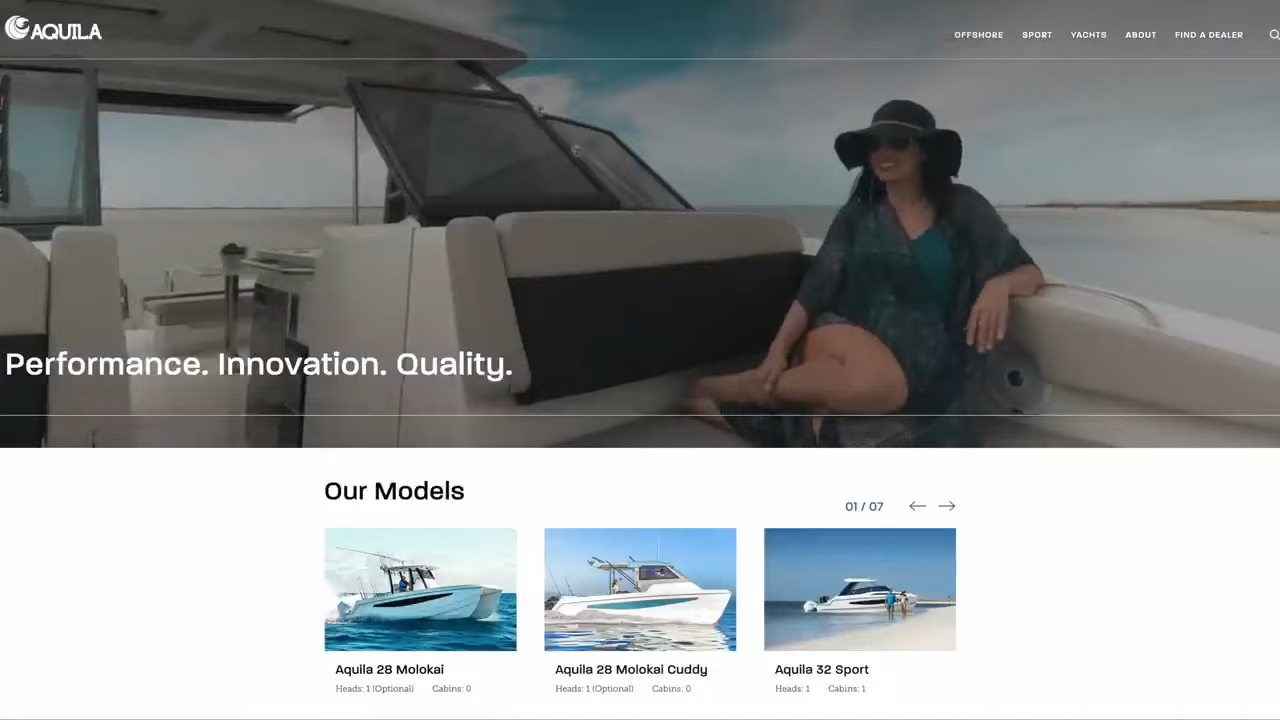 AQUILA
OFFSHORE SPORT YACHTS ABOUT FIND A DEALER
Performance. Innovation. Quality.
Our Models
01 / 07
Aquila 28 Molokai
Heads: 1 (Optional) Cabins: 0
Aquila 28 Molokai Cuddy
Heads: 1 (Optional) Cabins: 0
Aquila 32 Sport
Heads: 1 Cabins: 1